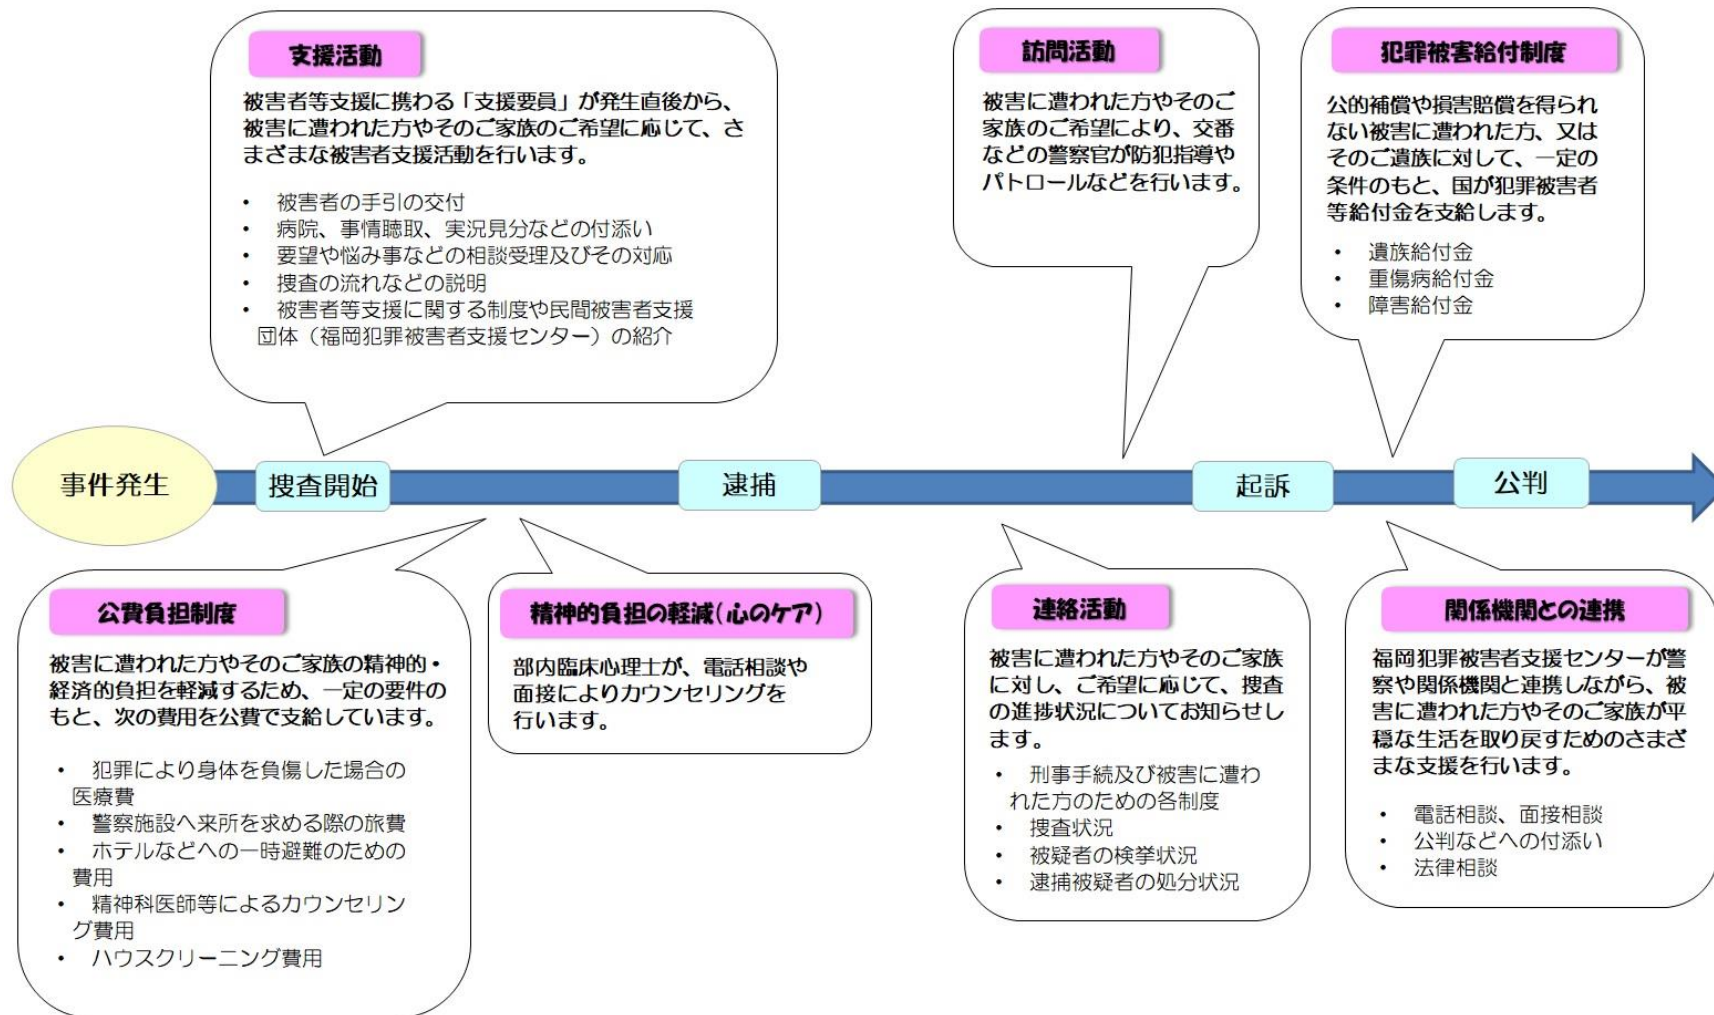 支援活動
被害者等支援に携わる「支援要員」が発生直後から、
被害に遭われた方やそのご家族のご希望に応じて、さ
まざまな被害者支援活動を行います。
・ 被害者の手引の交付
・ 病院、事情聴取、実況見分などの付添い
・ 要望や悩み事などの相談受理及びその対応
・ 捜査の流れなどの説明
・ 被害者等支援に関する制度や民間被害者支援
団体（福岡犯罪被害者支援センター）の紹介
訪問活動
被害に遭われた方やそのご
家族のご希望により、交番
などの警察官が防犯指導や
パトロールなどを行います。
犯罪被害給付制度
公的補償や損害賠償を得られ
ない被害に遭われた方、又は
そのご遺族に対して、一定の
条件のもと、国が犯罪被害者
等給付金を支給します。
・ 遺族給付金
・ 重傷病給付金
・ 障害給付金
事件発生
捜査開始
逮捕
起訴
公判
公費負担制度
被害に遭われた方やそのご家族の精神的・
経済的負担を軽減するため、一定の要件の
もと、次の費用を公費で支給しています。
・ 犯罪により身体を負傷した場合の
医療費
・ 警察施設へ来所を求める際の旅費
・ ホテルなどへの一時避難のための
費用
・ 精神科医師等によるカウンセリン
グ費用
・ ハウスクリーニング費用
精神的負担の軽減(心のケア)
部内臨床心理士が、電話相談や
面接によりカウンセリングを
行います。
連絡活動
被害に遭われた方やそのご家族
に対し、ご希望に応じて、捜査
の進捗状況についてお知らせし
ます。
・ 刑事手続及び被害に遭わ
れた方のための各制度
・ 捜査状況
・ 被疑者の検挙状況
・ 逮捕被疑者の処分状況
関係機関との連携
福岡犯罪被害者支援センターが警
察や関係機関と連携しながら、被
害に遭われた方やそのご家族が平
穏な生活を取り戻すためのさまざ
まな支援を行います。
・ 電話相談、面接相談
・ 公判などへの付添い
・ 法律相談